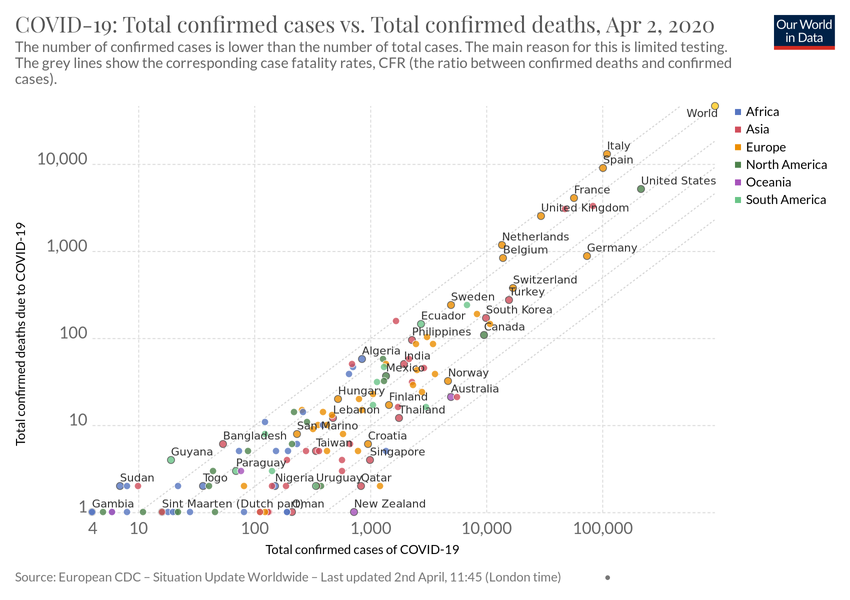 COVID-19: Total confirmed cases vs. Total confirmed deaths, Apr 2, 2020
Our World
in Data
The number of confirmed cases is lower than the number of total cases. The main reason for this is limited testing.
The grey lines show the corresponding case fatality rates, CFR (the ratio between confirmed deaths and confirmed
cases).
World
Africa
Asia
Europe
North America
Oceania
South America
Italy
10,000
Spain
United States
France
United Kingdom
Netherlands
1,000
Belgium
Germany
Switzerland
Turkey
Sweden
South Korea
Ecuador
Canada
100
Philippines
Algeria
India
Mexico
Norway
Hungary
Australia
Finland
Lebanon
Thailand
10
San Marino
Bangladesh
Croatia
Taiwan
Guyana
Singapore
Paraguay
Sudan
Togo
Nigeria
Uruguay
Qatar
1
Gambia
Sint Maarten (Dutch part)
Oman
New Zealand
4
10
100
1,000
10,000
100,000
Total confirmed deaths due to COVID-19
Total confirmed cases of COVID-19
Source: European CDC – Situation Update Worldwide – Last updated 2nd April, 11:45 (London time)